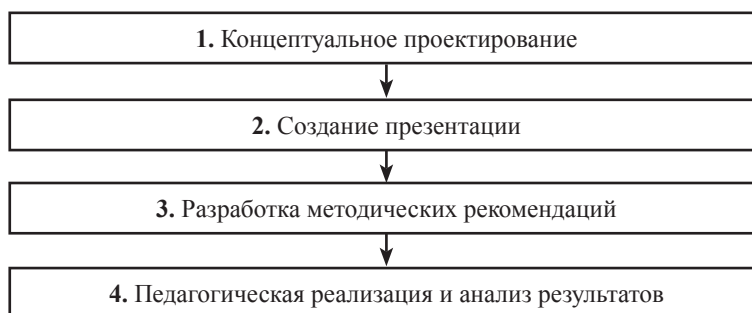 1. Концептуальное проектирование
2. Создание презентации
3. Разработка методических рекомендаций
4. Педагогическая реализация и анализ результатов